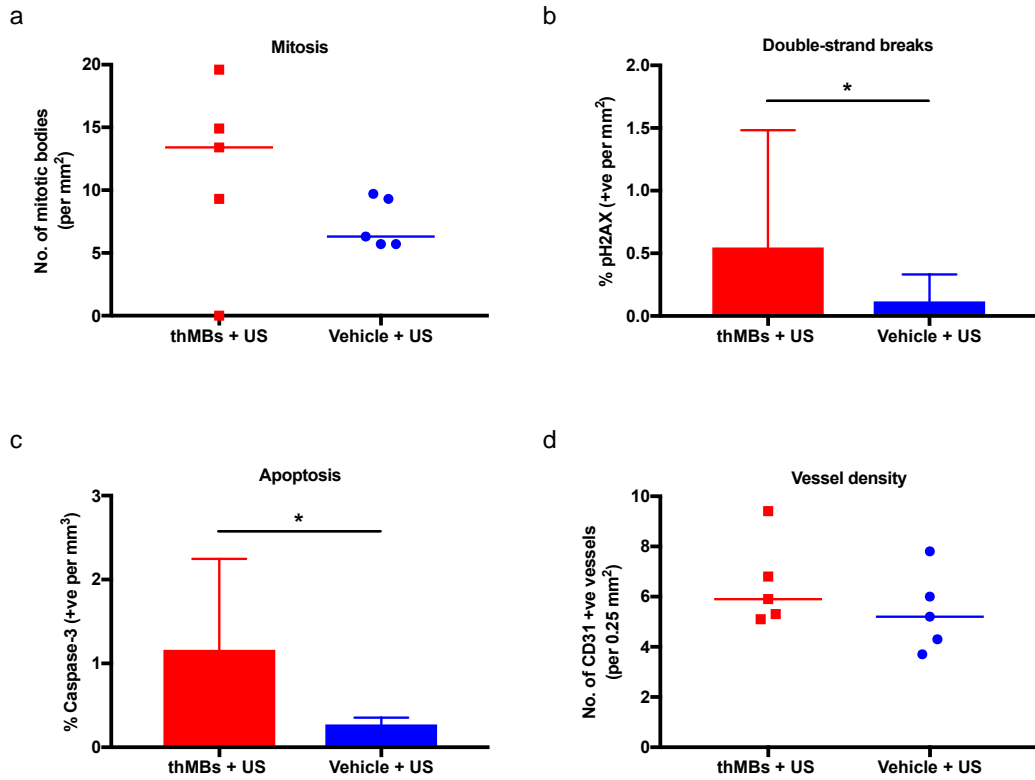 a
Mitosis
No. of mitotic bodies
(per mm²)
20
15
10
5
0
thMBs + US
Vehicle + US
b
Double-strand breaks
% pH2AX (+ve per mm²)
2.0
1.5
1.0
0.5
0.0
*
thMBs + US
Vehicle + US
c
Apoptosis
% Caspase-3 (+ve per mm³)
3
2
1
0
*
thMBs + US
Vehicle + US
d
Vessel density
No. of CD31 +ve vessels
(per 0.25 mm²)
10
8
6
4
2
0
thMBs + US
Vehicle + US